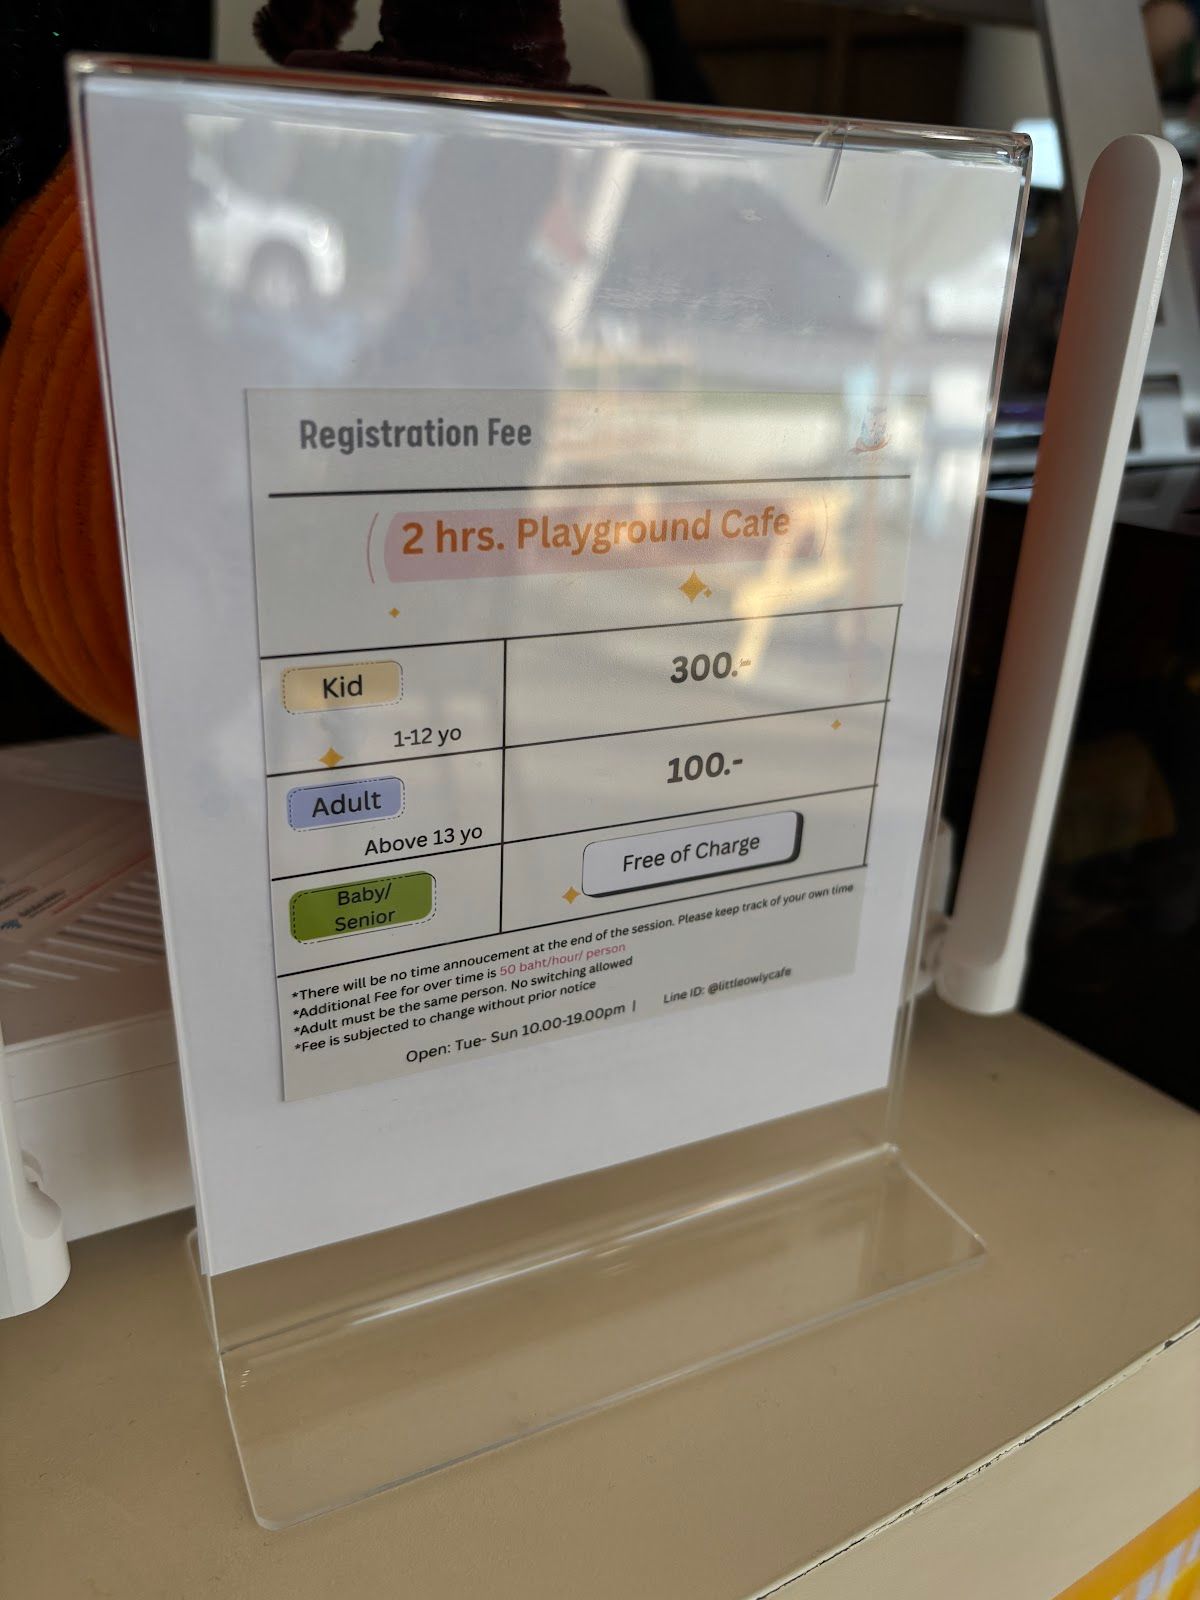 Registration Fee
2 hrs. Playground Cafe
Kid
1-12 yo
300.-
Adult
Above 13 yo
100.-
Baby/
Senior
Free of Charge
*There will be no time annoucement at the end of the session. Please keep track of your own time
*Additional Fee for over time is 50 baht/hour/ person
*Adult must be the same person. No switching allowed
*Fee is subjected to change without prior notice
Open: Tue- Sun 10.00-19.00pm | Line ID: @littleowlycafe